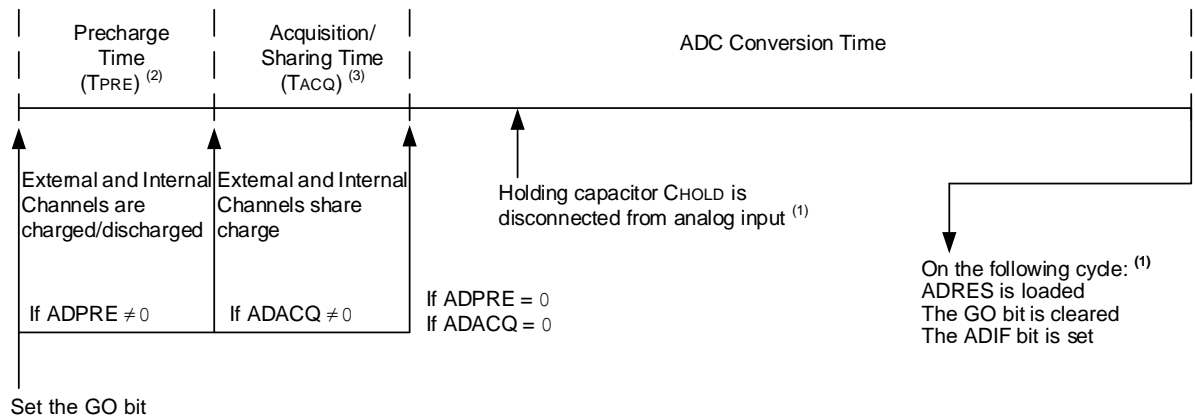 Precharge
Time
(TPRE) (2)
Acquisition/
Sharing Time
(TACQ) (3)
ADC Conversion Time
External and Internal
Channels are
charged/discharged
External and Internal
Channels share
charge
Holding capacitor CHOLD is
disconnected from analog input (1)
If ADPRE ≠ 0
If ADACQ ≠ 0
If ADPRE = 0
If ADACQ = 0
On the following cycle: (1)
ADRES is loaded
The GO bit is cleared
The ADIF bit is set
Set the GO bit